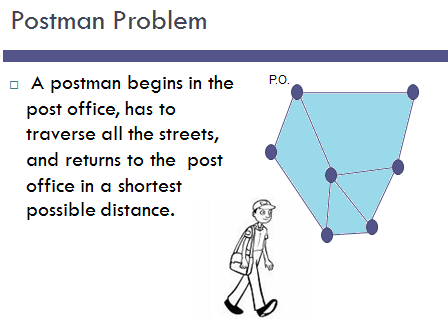 Postman Problem
A postman begins in the
post office, has to
traverse all the streets,
and returns to the post
office in a shortest
possible distance.
P.O.